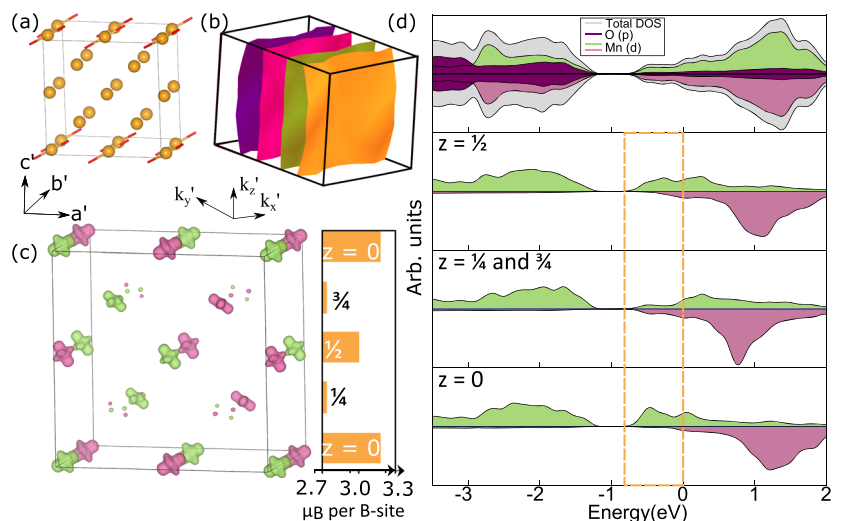 (a)
(b)
(d)
c'
b'
a'
k_y'
k_z'
k_x'
(c)
z = 0
¾
½
¼
z = 0
2.7 3.0 3.3
μB per B-site
Total DOS
O (p)
Mn (d)
z = ½
z = ¼ and ¾
z = 0
Arb. units
-3 -2 -1 0 1 2
Energy(eV)